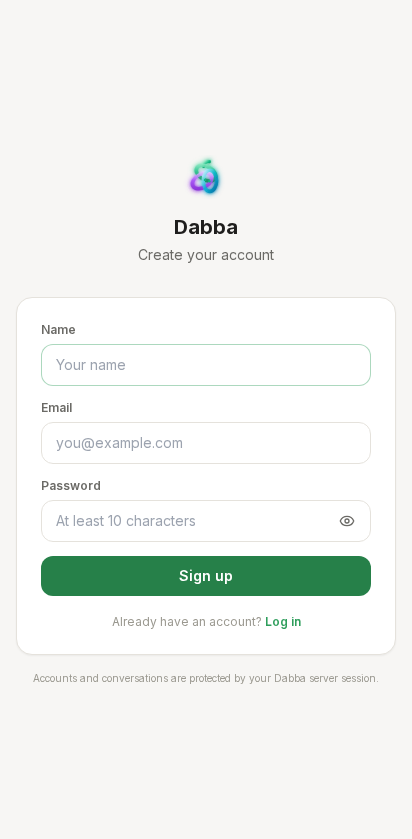 Dabba
Create your account
Name
Your name
Email
you@example.com
Password
At least 10 characters
Sign up
Already have an account? Log in
Accounts and conversations are protected by your Dabba server session.